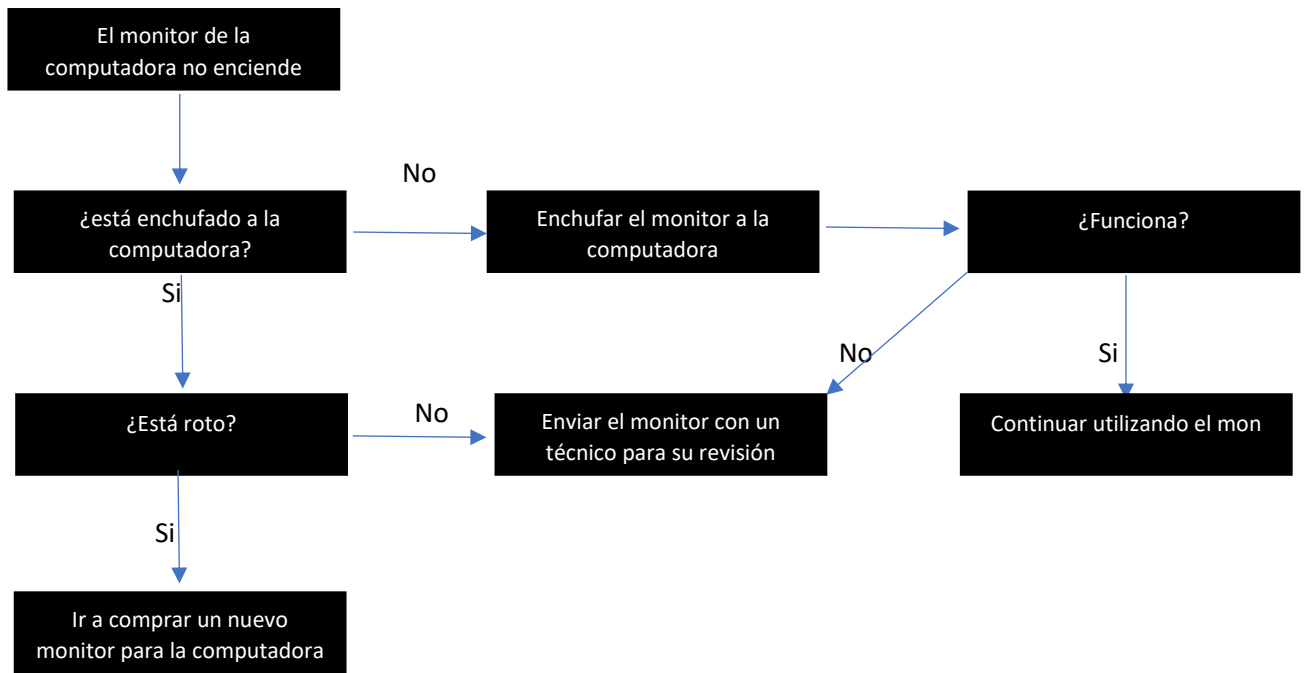 El monitor de la
computadora no enciende
No
¿está enchufado a la
computadora?
Enchufar el monitor a la
computadora
¿Funciona?
Si
No
Si
¿Está roto?
No
Enviar el monitor con un
técnico para su revisión
Continuar utilizando el mon
Si
Ir a comprar un nuevo
monitor para la computadora